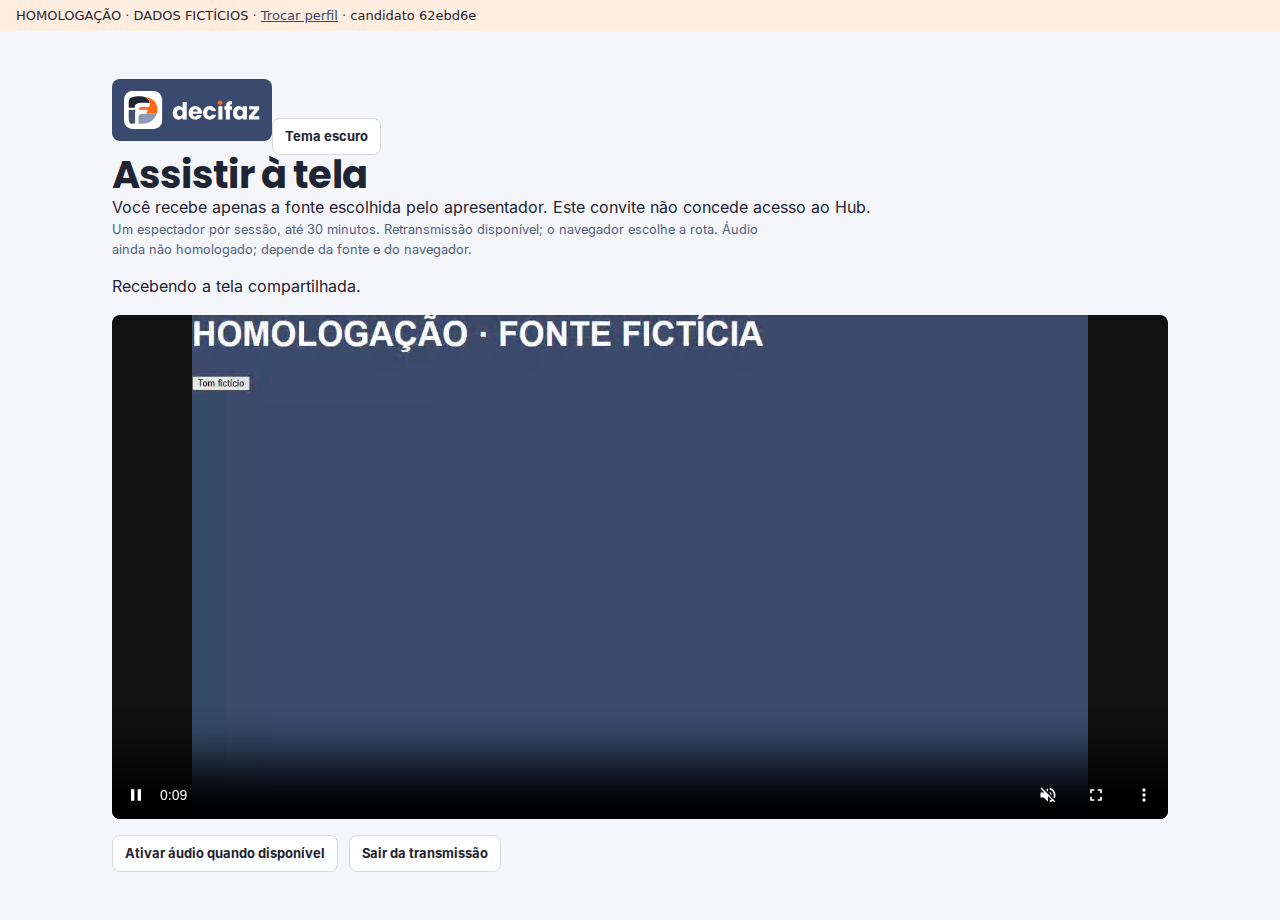 HOMOLOGAÇÃO · DADOS FICTÍCIOS · Trocar perfil · candidato 62ebd6e
decifaz
Tema escuro
Assistir à tela
Você recebe apenas a fonte escolhida pelo apresentador. Este convite não concede acesso ao Hub.
Um espectador por sessão, até 30 minutos. Retransmissão disponível; o navegador escolhe a rota. Áudio
ainda não homologado; depende da fonte e do navegador.
Recebendo a tela compartilhada.
HOMOLOGAÇÃO · FONTE FICTÍCIA
Tom fictício
0:09
Ativar áudio quando disponível
Sair da transmissão